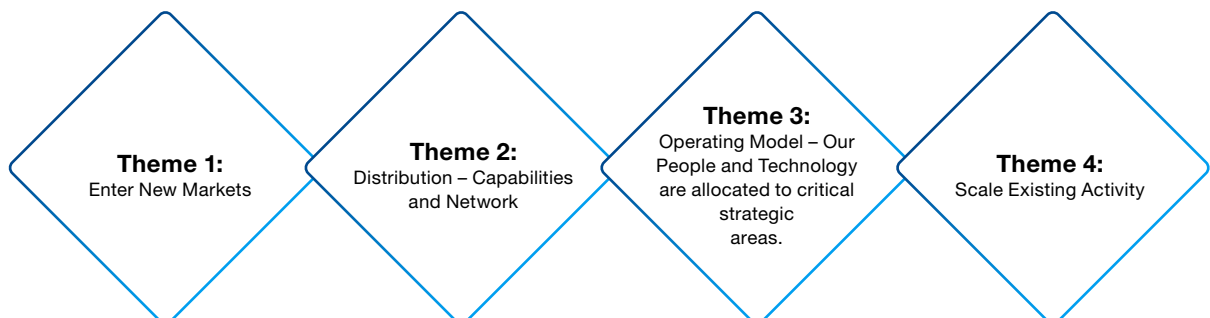 Theme 1:
Enter New Markets
Theme 2:
Distribution – Capabilities
and Network
Theme 3:
Operating Model – Our
People and Technology
are allocated to critical
strategic
areas.
Theme 4:
Scale Existing Activity